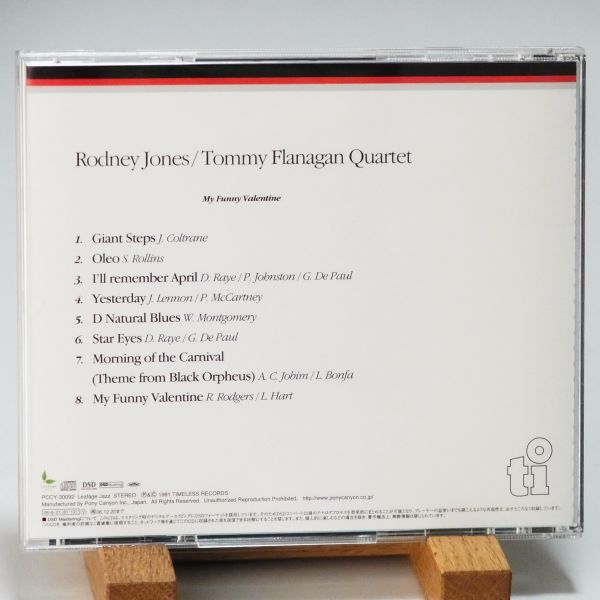 Rodney Jones/Tommy Flanagan Quartet
My Funny Valentine
1. Giant Steps J. Coltrane
2. Oleo S. Rollins
3. I'll remember April D. Raye/P. Johnston/G. De Paul
4. Yesterday J. Lennon/P. McCartney
5. D Natural Blues W. Montgomery
6. Star Eyes D. Raye/G. De Paul
7. Morning of the Carnival
(Theme from Black Orpheus) A. C. Jobim/L. Bonfa
8. My Funny Valentine R. Rodgers/L. Hart
ti
DSD
PCCY-30092 Leafage Jazz STEREO Ⓟ&Ⓒ 1981 TIMELESS RECORDS
Manufactured by Pony Canyon Inc., Japan. All Rights Reserved. Unauthorized Reproduction Prohibited. http://www.ponycanyon.co.jp/